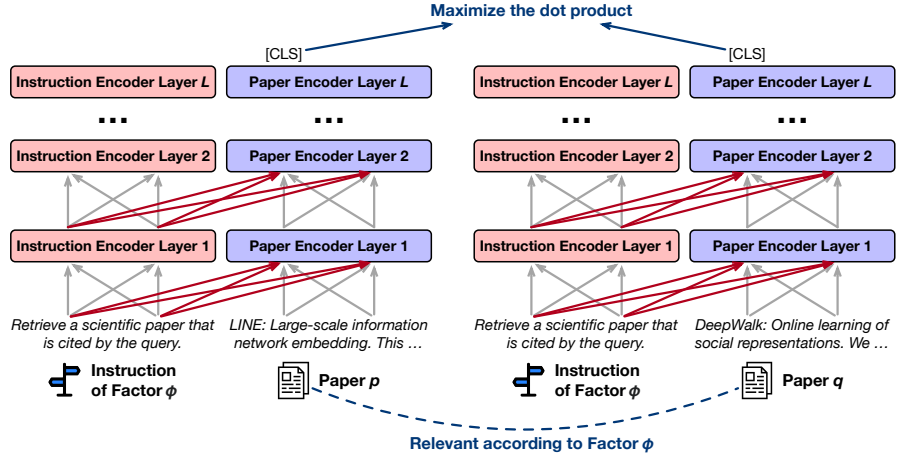 Maximize the dot product
[CLS]
[CLS]
Instruction Encoder Layer L
Paper Encoder Layer L
Instruction Encoder Layer L
Paper Encoder Layer L
...
...
...
...
Instruction Encoder Layer 2
Paper Encoder Layer 2
Instruction Encoder Layer 2
Paper Encoder Layer 2
Instruction Encoder Layer 1
Paper Encoder Layer 1
Instruction Encoder Layer 1
Paper Encoder Layer 1
Retrieve a scientific paper that
is cited by the query.
LINE: Large-scale information
network embedding. This ...
Retrieve a scientific paper that
is cited by the query.
DeepWalk: Online learning of
social representations. We ...
Instruction
of Factor ϕ
Paper p
Instruction
of Factor ϕ
Paper q
Relevant according to Factor ϕ